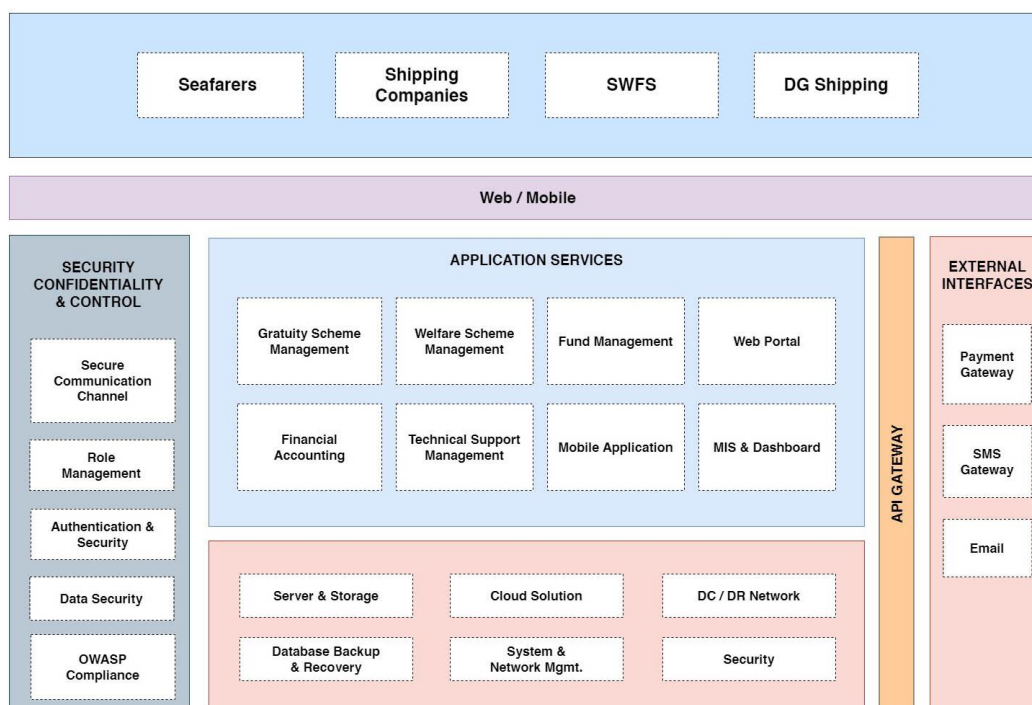 Seafarers
Shipping
Companies
SWFS
DG Shipping
Web / Mobile
SECURITY
CONFIDENTIALITY
& CONTROL
Secure
Communication
Channel
Role
Management
Authentication &
Security
Data Security
OWASP
Compliance
APPLICATION SERVICES
Gratuity Scheme
Management
Welfare Scheme
Management
Fund Management
Web Portal
Financial
Accounting
Technical Support
Management
Mobile Application
MIS & Dashboard
Server & Storage
Cloud Solution
DC / DR Network
Database Backup
& Recovery
System &
Network Mgmt.
Security
API GATEWAY
EXTERNAL
INTERFACES
Payment
Gateway
SMS
Gateway
Email